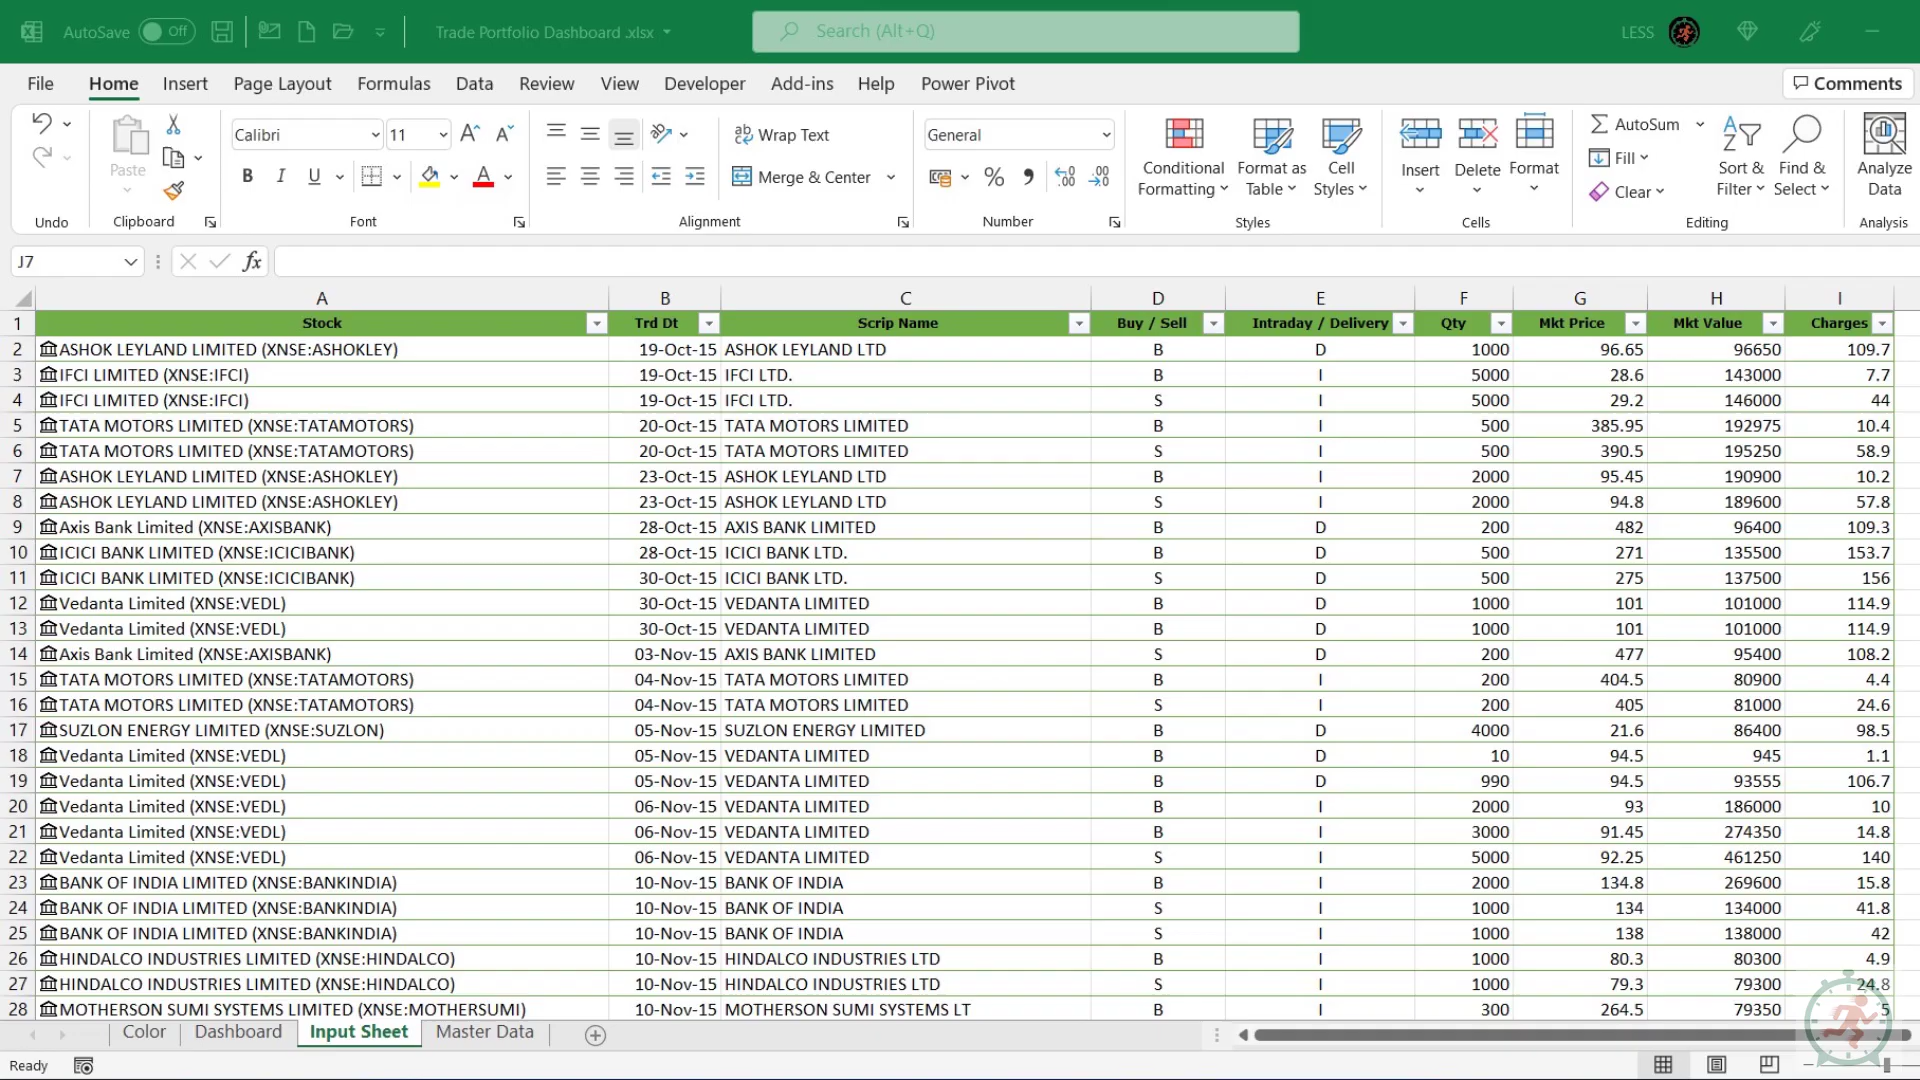 AutoSave Off Trade Portfolio Dashboard .xlsx Search (Alt+Q) LESS
File Home Insert Page Layout Formulas Data Review View Developer Add-ins Help Power Pivot Comments
Calibri 11 Wrap Text General AutoSum
Paste Conditional Formatting Format as Table Cell Styles Insert Delete Format Fill Sort & Filter Find & Select Analyze Data
B I U A Merge & Center % Clear
Undo Clipboard Font Alignment Number Styles Cells Editing Analysis
J7 fx
A B C D E F G H I
1 Stock Trd Dt Scrip Name Buy / Sell Intraday / Delivery Qty Mkt Price Mkt Value Charges
2 ASHOK LEYLAND LIMITED (XNSE:ASHOKLEY) 19-Oct-15 ASHOK LEYLAND LTD B D 1000 96.65 96650 109.7
3 IFCI LIMITED (XNSE:IFCI) 19-Oct-15 IFCI LTD. B I 5000 28.6 143000 7.7
4 IFCI LIMITED (XNSE:IFCI) 19-Oct-15 IFCI LTD. S I 5000 29.2 146000 44
5 TATA MOTORS LIMITED (XNSE:TATAMOTORS) 20-Oct-15 TATA MOTORS LIMITED B I 500 385.95 192975 10.4
6 TATA MOTORS LIMITED (XNSE:TATAMOTORS) 20-Oct-15 TATA MOTORS LIMITED S I 500 390.5 195250 58.9
7 ASHOK LEYLAND LIMITED (XNSE:ASHOKLEY) 23-Oct-15 ASHOK LEYLAND LTD B I 2000 95.45 190900 10.2
8 ASHOK LEYLAND LIMITED (XNSE:ASHOKLEY) 23-Oct-15 ASHOK LEYLAND LTD S I 2000 94.8 189600 57.8
9 Axis Bank Limited (XNSE:AXISBANK) 28-Oct-15 AXIS BANK LIMITED B D 200 482 96400 109.3
10 ICICI BANK LIMITED (XNSE:ICICIBANK) 28-Oct-15 ICICI BANK LTD. B D 500 271 135500 153.7
11 ICICI BANK LIMITED (XNSE:ICICIBANK) 30-Oct-15 ICICI BANK LTD. S D 500 275 137500 156
12 Vedanta Limited (XNSE:VEDL) 30-Oct-15 VEDANTA LIMITED B D 1000 101 101000 114.9
13 Vedanta Limited (XNSE:VEDL) 30-Oct-15 VEDANTA LIMITED B D 1000 101 101000 114.9
14 Axis Bank Limited (XNSE:AXISBANK) 03-Nov-15 AXIS BANK LIMITED S D 200 477 95400 108.2
15 TATA MOTORS LIMITED (XNSE:TATAMOTORS) 04-Nov-15 TATA MOTORS LIMITED B I 200 404.5 80900 4.4
16 TATA MOTORS LIMITED (XNSE:TATAMOTORS) 04-Nov-15 TATA MOTORS LIMITED S I 200 405 81000 24.6
17 SUZLON ENERGY LIMITED (XNSE:SUZLON) 05-Nov-15 SUZLON ENERGY LIMITED B D 4000 21.6 86400 98.5
18 Vedanta Limited (XNSE:VEDL) 05-Nov-15 VEDANTA LIMITED B D 10 94.5 945 1.1
19 Vedanta Limited (XNSE:VEDL) 05-Nov-15 VEDANTA LIMITED B D 990 94.5 93555 106.7
20 Vedanta Limited (XNSE:VEDL) 06-Nov-15 VEDANTA LIMITED B I 2000 93 186000 10
21 Vedanta Limited (XNSE:VEDL) 06-Nov-15 VEDANTA LIMITED B I 3000 91.45 274350 14.8
22 Vedanta Limited (XNSE:VEDL) 06-Nov-15 VEDANTA LIMITED S I 5000 92.25 461250 140
23 BANK OF INDIA LIMITED (XNSE:BANKINDIA) 10-Nov-15 BANK OF INDIA B I 2000 134.8 269600 15.8
24 BANK OF INDIA LIMITED (XNSE:BANKINDIA) 10-Nov-15 BANK OF INDIA S I 1000 134 134000 41.8
25 BANK OF INDIA LIMITED (XNSE:BANKINDIA) 10-Nov-15 BANK OF INDIA S I 1000 138 138000 42
26 HINDALCO INDUSTRIES LIMITED (XNSE:HINDALCO) 10-Nov-15 HINDALCO INDUSTRIES LTD B I 1000 80.3 80300 4.9
27 HINDALCO INDUSTRIES LIMITED (XNSE:HINDALCO) 10-Nov-15 HINDALCO INDUSTRIES LTD S I 1000 79.3 79300 24.8
28 MOTHERSON SUMI SYSTEMS LIMITED (XNSE:MOTHERSUMI) 10-Nov-15 MOTHERSON SUMI SYSTEMS LT B I 300 264.5 79350 5
Color Dashboard Input Sheet Master Data
Ready